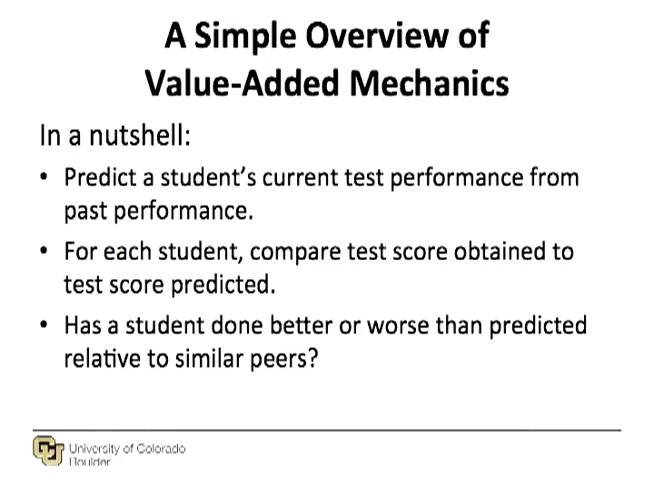 A Simple Overview of
Value-Added Mechanics
In a nutshell:
• Predict a student's current test performance from
past performance.
• For each student, compare test score obtained to
test score predicted.
• Has a student done better or worse than predicted
relative to similar peers?
CU
University of Colorado
Boulder